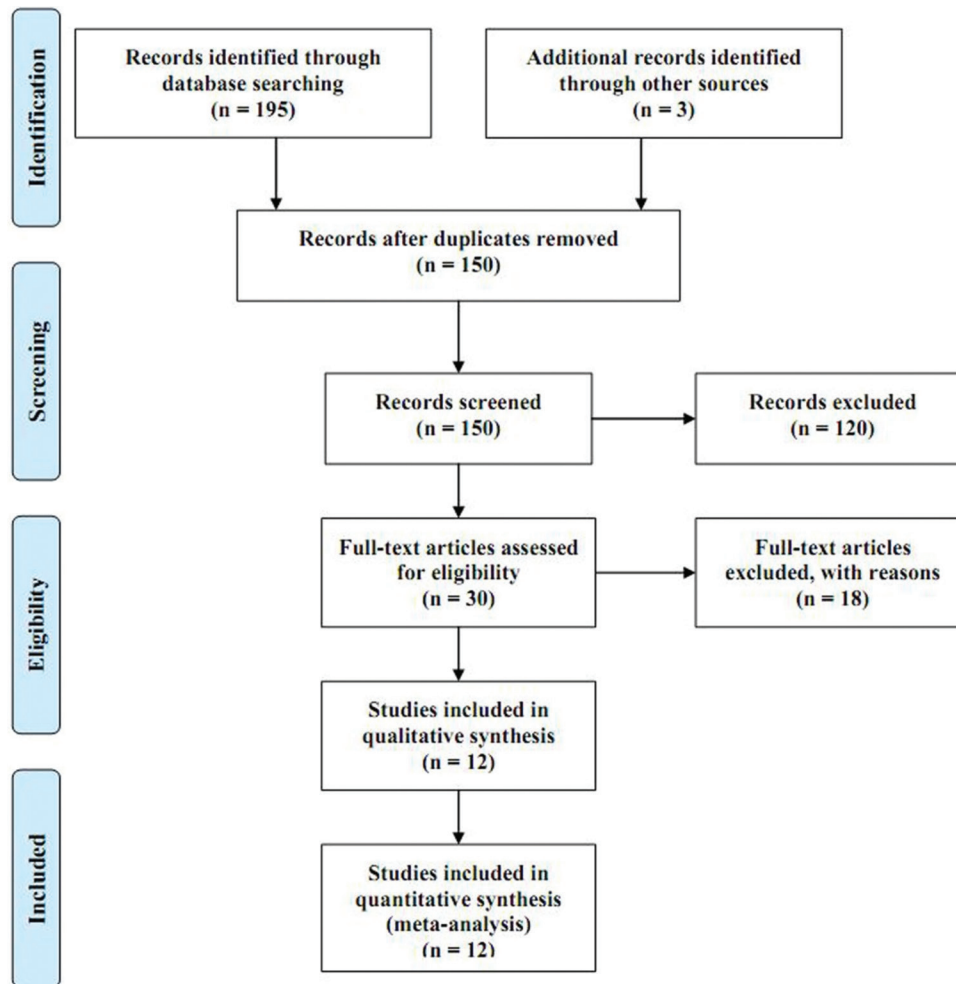 Identification
Records identified through
database searching
(n = 195)
Additional records identified
through other sources
(n = 3)
Records after duplicates removed
(n = 150)
Screening
Records screened
(n = 150)
Records excluded
(n = 120)
Eligibility
Full-text articles assessed
for eligibility
(n = 30)
Full-text articles
excluded, with reasons
(n = 18)
Studies included in
qualitative synthesis
(n = 12)
Included
Studies included in
quantitative synthesis
(meta-analysis)
(n = 12)